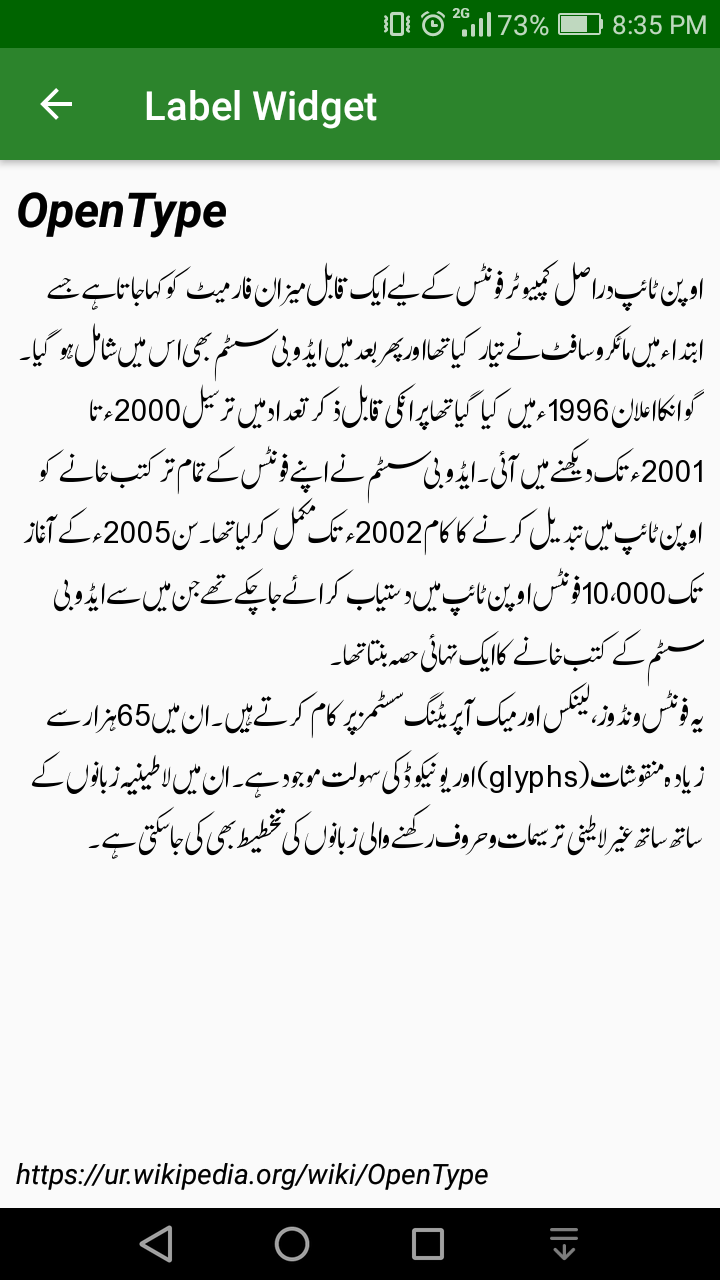 2G 73% 8:35 PM
Label Widget
OpenType
اوپن ٹائپ دراصل کمپیوٹر فونٹس کے لیے ایک قابل میزان فارمیٹ کو کہا جاتا ہے جسے
ابتداء میں مائکروسافٹ نے تیار کیا تھا اور پھر بعد میں ایڈوبی سسٹم بھی اس میں شامل ہو گیا۔
گو انکا اعلان 1996ء میں کیا گیا تھا پر انکی قابل ذکر تعداد میں ترسیل 2000ء تا
2001ء تک دیکھنے میں آئی۔ ایڈوبی سسٹم نے اپنے فونٹس کے تمام تر کتب خانے کو
اوپن ٹائپ میں تبدیل کرنے کا کام 2002ء تک مکمل کرلیا تھا۔ سن 2005ء کے آغاز
تک 10،000 فونٹس اوپن ٹائپ میں دستیاب کرائے جاچکے تھے جن میں سے ایڈوبی
سسٹم کے کتب خانے کا ایک تہائی حصہ بنتا تھا۔
یہ فونٹس ونڈوز، لینکس اور میک آپریٹنگ سسٹمز پر کام کرتے ہیں۔ ان میں 65 ہزار سے
زیادہ منقوشات (glyphs) اور یونیکوڈ کی سہولت موجود ہے۔ ان میں لاطینیہ زبانوں کے
ساتھ ساتھ غیر لاطینی ترسیمات و حروف رکھنے والی زبانوں کی تخطیط بھی کی جاسکتی ہے۔
https://ur.wikipedia.org/wiki/OpenType